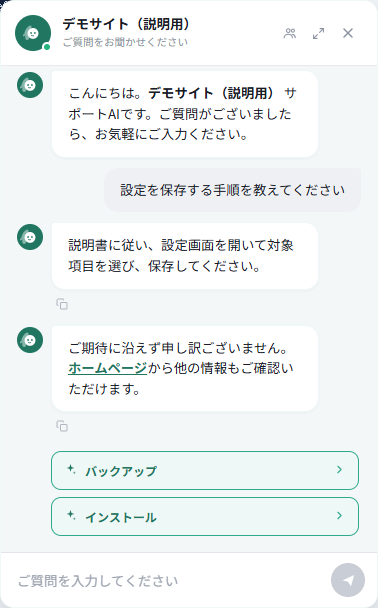 デモサイト（説明用）
ご質問をお聞かせください
こんにちは。デモサイト（説明用） サ
ポートAIです。ご質問がございました
ら、お気軽にご入力ください。
設定を保存する手順を教えてください
説明書に従い、設定画面を開いて対象
項目を選び、保存してください。
ご期待に沿えず申し訳ございません。
ホームページから他の情報もご確認い
ただけます。
バックアップ
インストール
ご質問を入力してください